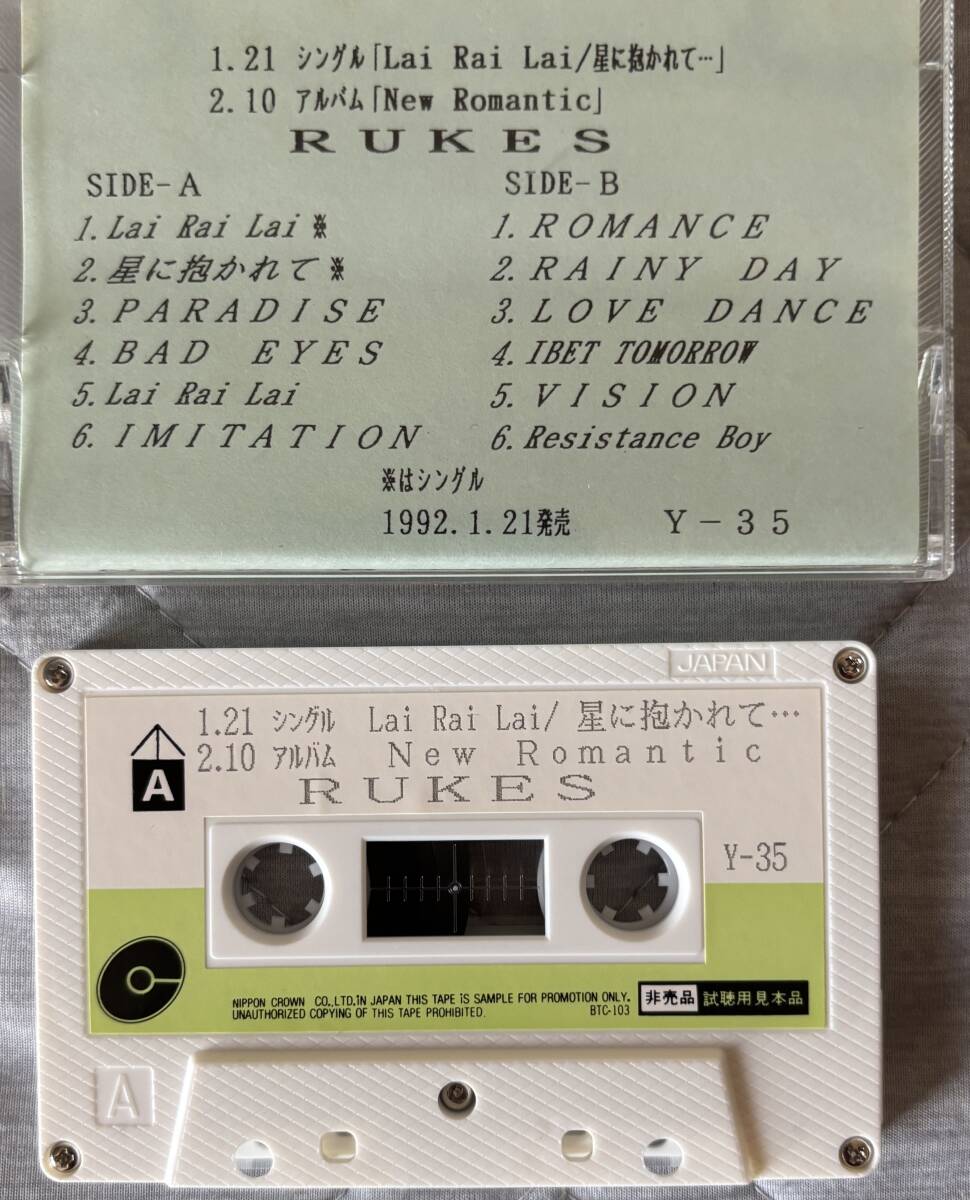 1.21 シングル「Lai Rai Lai/星に抱かれて…」
2.10 アルバム「New Romantic」
RUKES
SIDE-A
1.Lai Rai Lai※
2.星に抱かれて※
3.PARADISE
4.BAD EYES
5.Lai Rai Lai
6.IMITATION
SIDE-B
1.ROMANCE
2.RAINY DAY
3.LOVE DANCE
4.IBET TOMORROW
5.VISION
6.Resistance Boy
※はシングル
1992.1.21発売 Y-35
JAPAN
1.21 シングル Lai Rai Lai/ 星に抱かれて…
2.10 アルバム New Romantic
RUKES
A
Y-35
NIPPON CROWN CO.,LTD.IN JAPAN THIS TAPE IS SAMPLE FOR PROMOTION ONLY.
UNAUTHORIZED COPYING OF THIS TAPE PROHIBITED. BTC-103
非売品 試聴用見本品
A